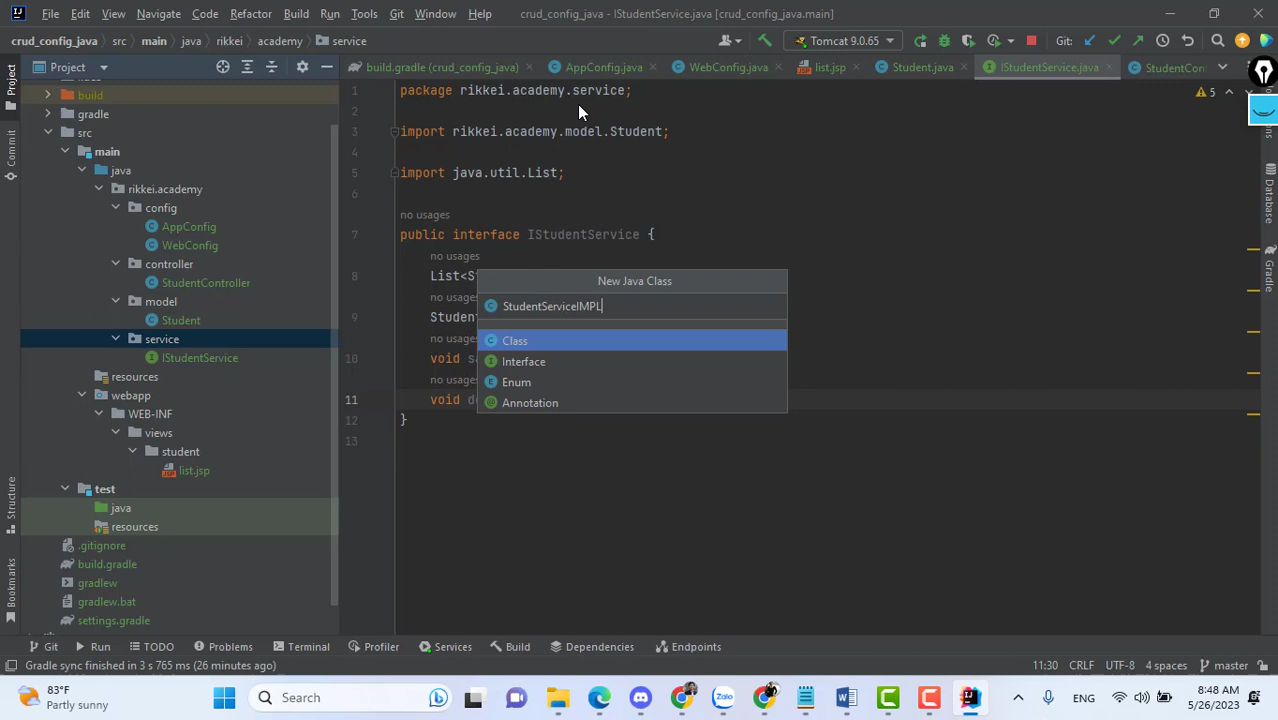 File Edit View Navigate Code Refactor Build Run Tools Git Window Help crud_config_java - IStudentService.java [crud_config_java.main]
crud_config_java src main java rikkei academy service Tomcat 9.0.65 Git:
Project build.gradle (crud_config_java) AppConfig.java WebConfig.java list.jsp Student.java IStudentService.java StudentCon
build
gradle
src
main
java
rikkei.academy
config
AppConfig
WebConfig
controller
StudentController
model
Student
service
IStudentService
resources
webapp
WEB-INF
views
student
list.jsp
test
java
resources
.gitignore
build.gradle
gradlew
gradlew.bat
settings.gradle
Project
Commit
Structure
Bookmarks
1 package rikkei.academy.service;
2
3 import rikkei.academy.model.Student;
4
5 import java.util.List;
6
no usages
7 public interface IStudentService {
no usages
8 List<S
no usages
9 Student
no usages
10 void s
no usages
11 void d
12 }
13
5
New Java Class
StudentServiceIMPL
Class
Interface
Enum
Annotation
Database
Gradle
Git Run TODO Problems Terminal Profiler Services Build Dependencies Endpoints
Gradle sync finished in 3 s 765 ms (26 minutes ago) 11:30 CRLF UTF-8 4 spaces master
83°F
Partly sunny
Search
Zalo
ENG
8:48 AM
5/26/2023